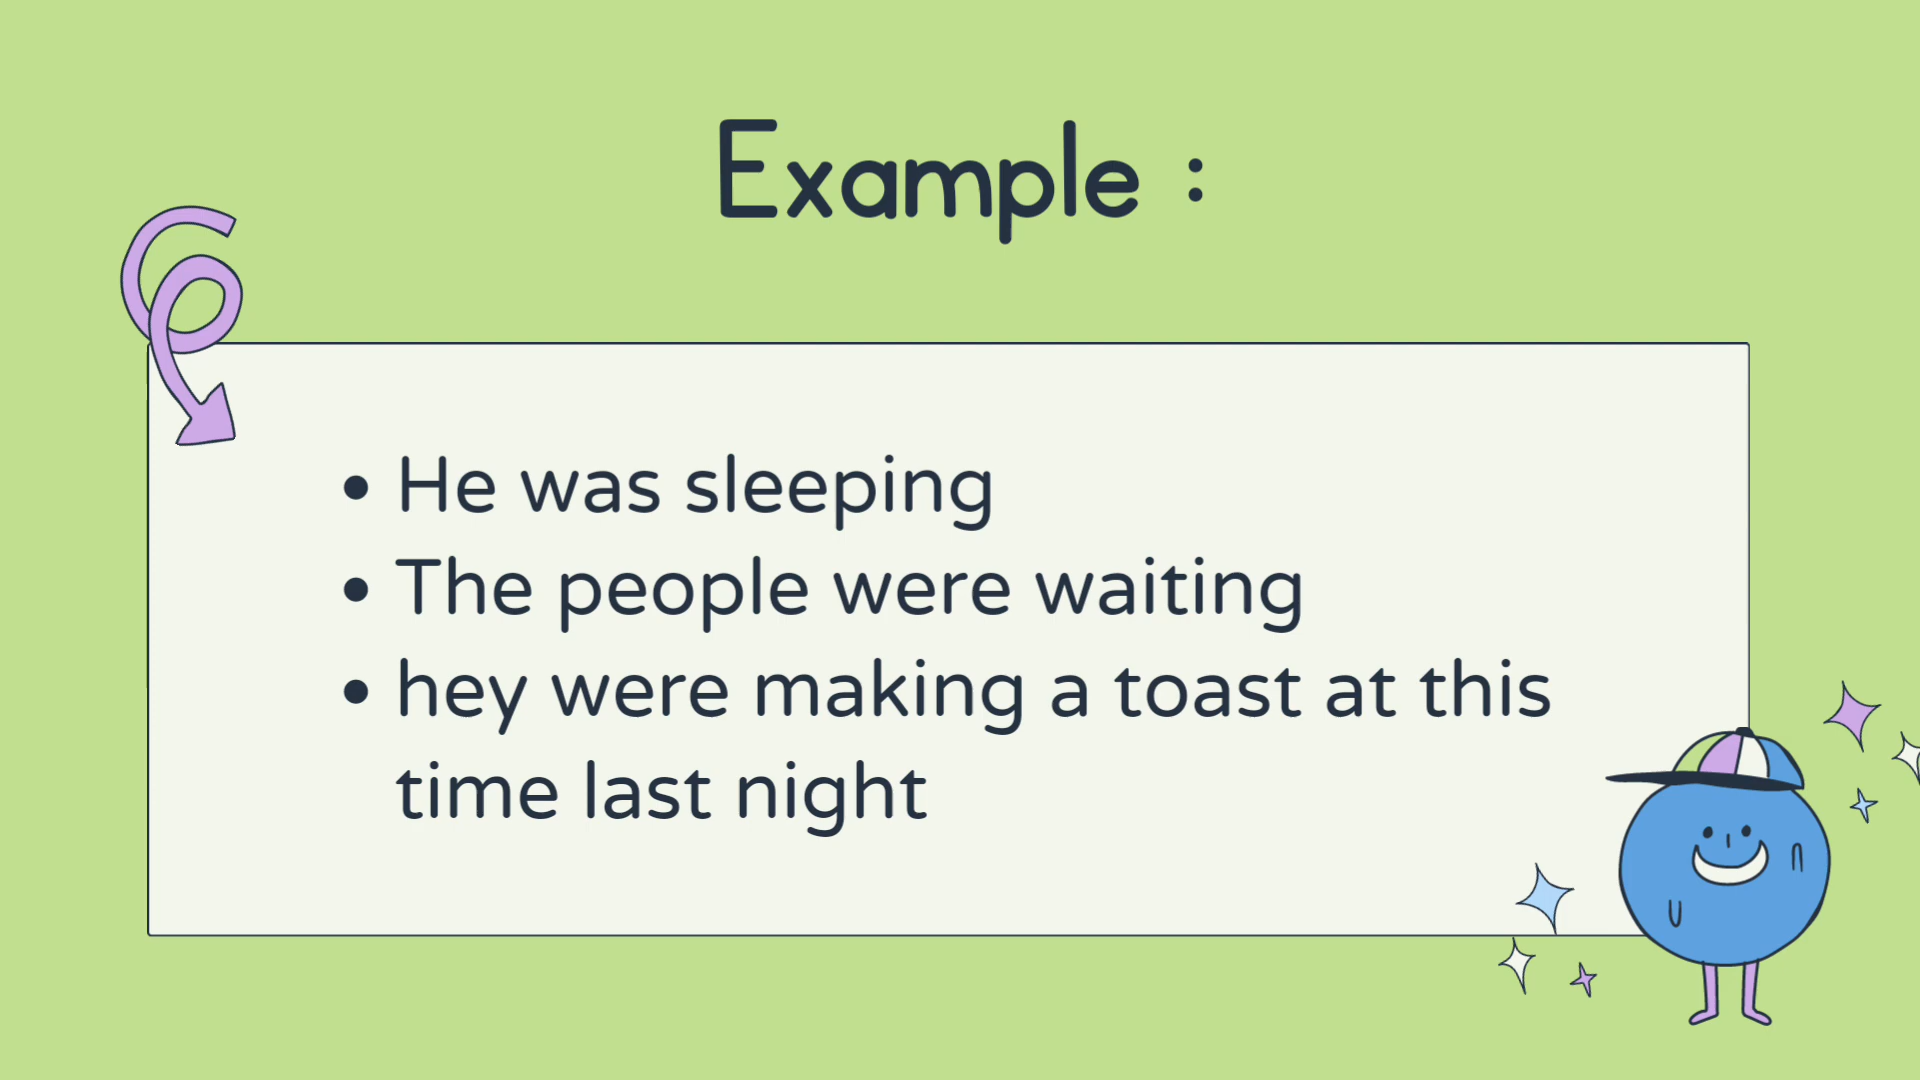 Example :
• He was sleeping
• The people were waiting
• hey were making a toast at this
time last night